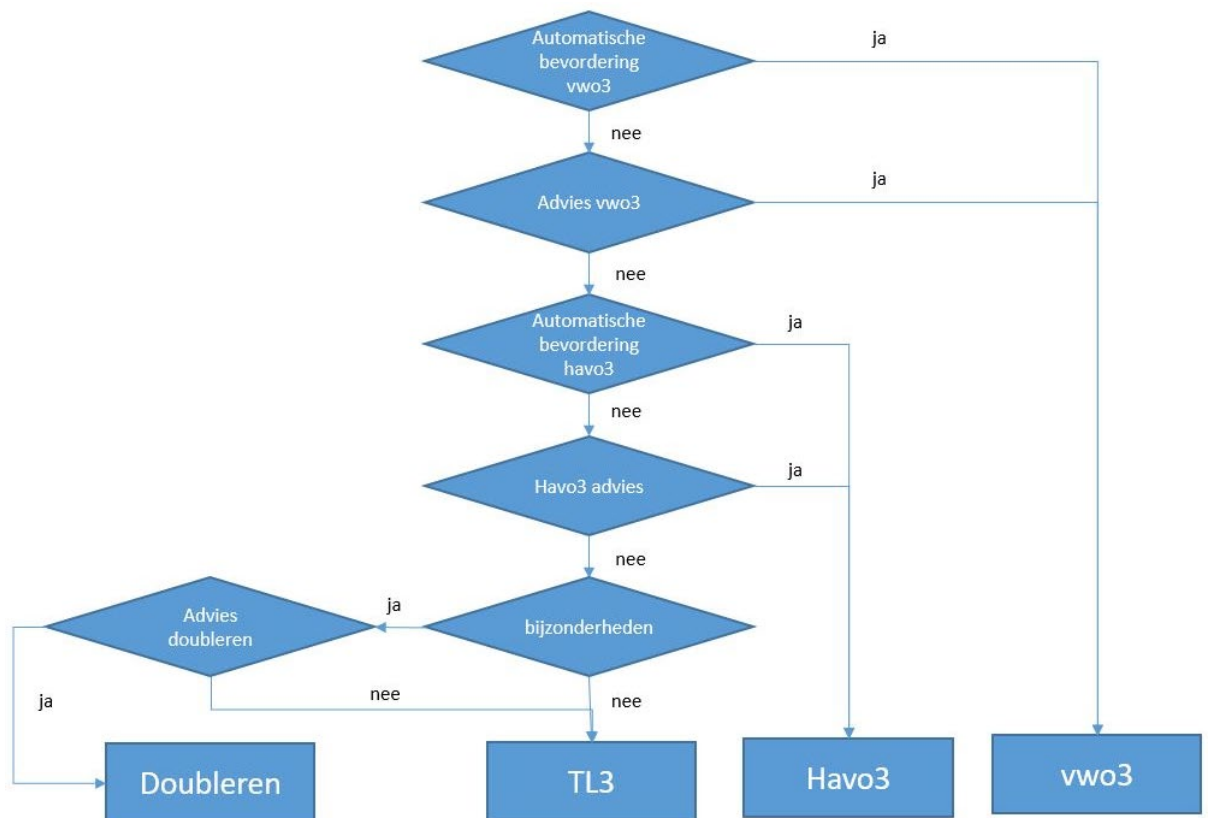 Automatische
bevordering
vwo3
ja
nee
Advies vwo3
ja
nee
Automatische
bevordering
havo3
ja
nee
Havo3 advies
ja
nee
Advies
doubleren
ja
bijzonderheden
ja
nee
nee
Doubleren
TL3
Havo3
vwo3